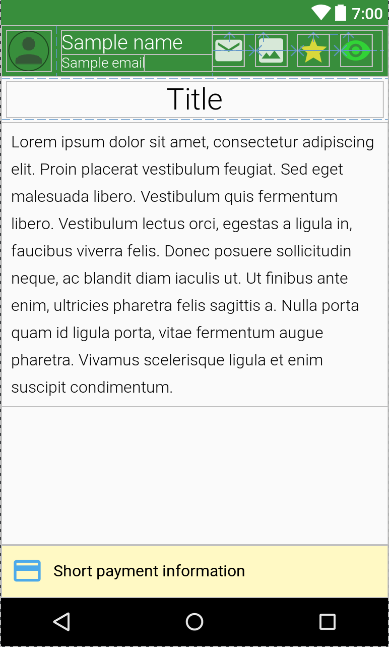 7:00
Sample name
Sample email
Title
Lorem ipsum dolor sit amet, consectetur adipiscing
elit. Proin placerat vestibulum feugiat. Sed eget
malesuada libero. Vestibulum quis fermentum
libero. Vestibulum lectus orci, egestas a ligula in,
faucibus viverra felis. Donec posuere sollicitudin
neque, ac blandit diam iaculis ut. Ut finibus ante
enim, ultricies pharetra felis sagittis a. Nulla porta
quam id ligula porta, vitae fermentum augue
pharetra. Vivamus scelerisque ligula et enim
suscipit condimentum.
Short payment information